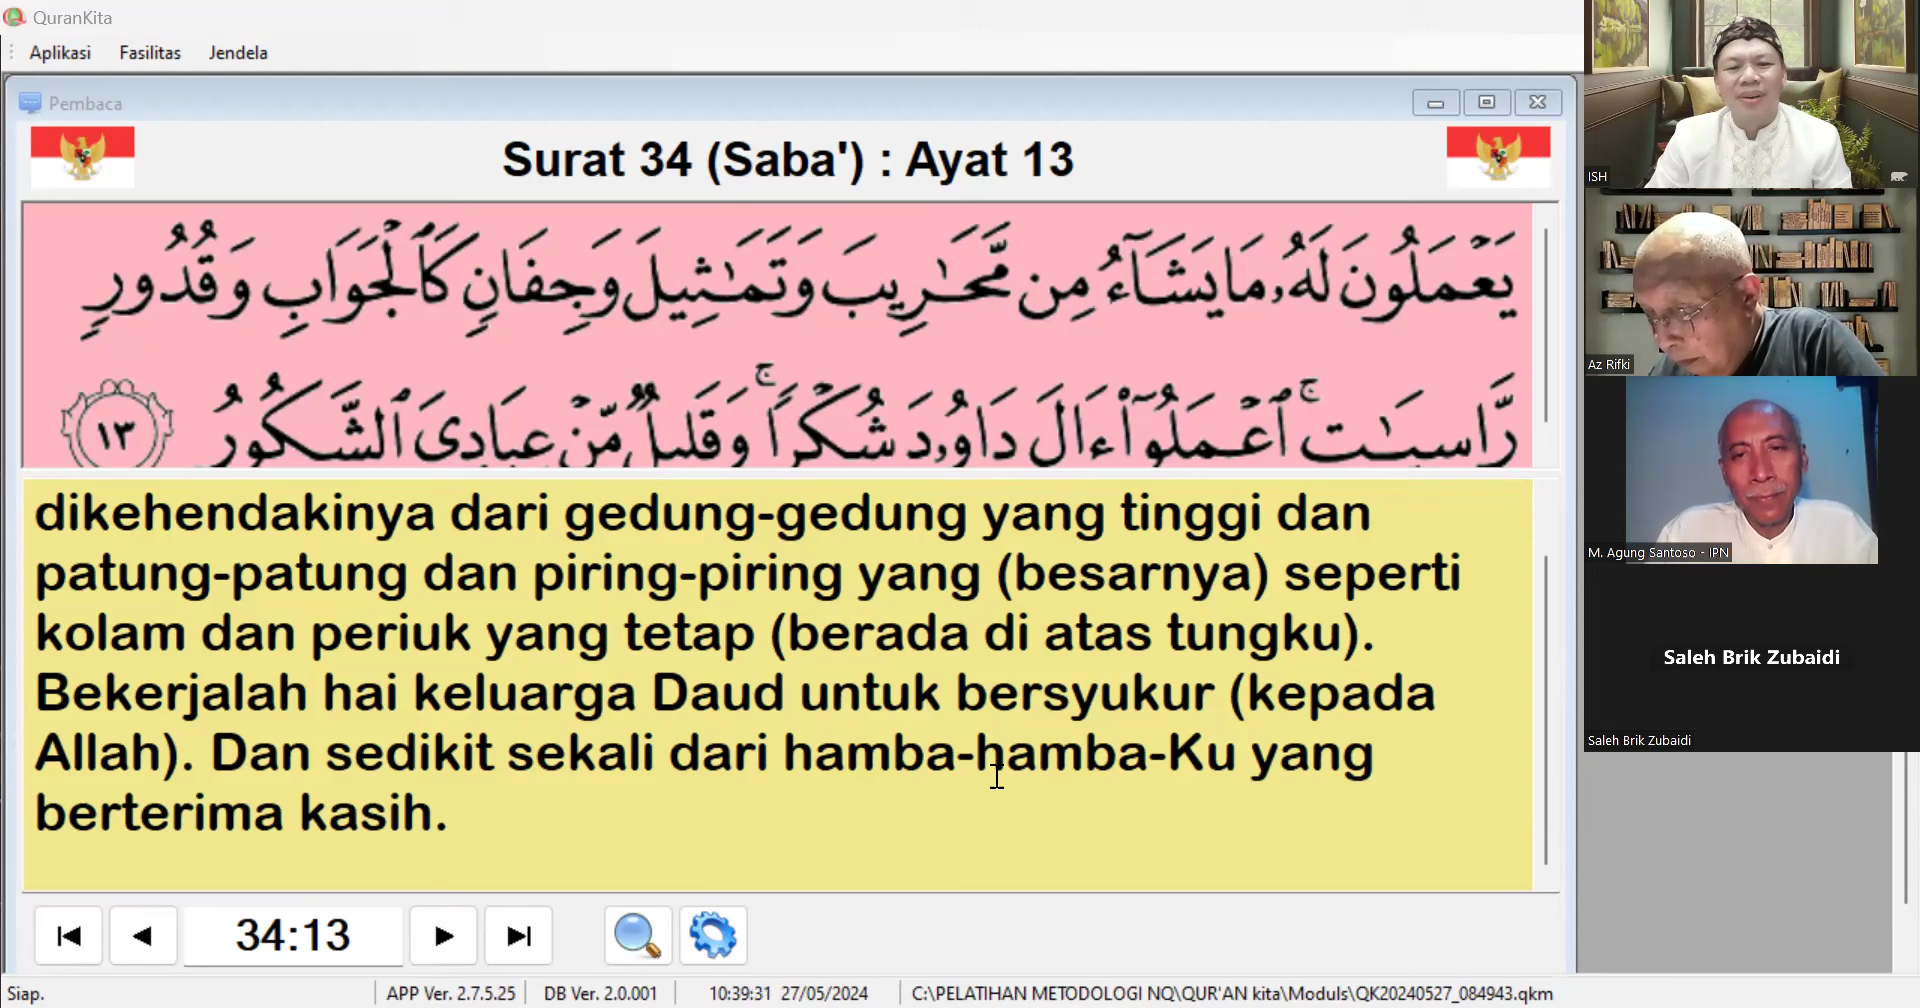 QuranKita
Aplikasi Fasilitas Jendela
Pembaca
Surat 34 (Saba') : Ayat 13
يَعْمَلُونَ لَهُۥ مَا يَشَآءُ مِن مَّحَٰرِيبَ وَتَمَٰثِيلَ وَجِفَانٍ كَٱلْجَوَابِ وَقُدُورٍ
رَّاسِيَٰتٍ ۚ ٱعْمَلُوٓا۟ ءَالَ دَاوُۥدَ شُكْرًا ۚ وَقَلِيلٌ مِّنْ عِبَادِىَ ٱلشَّكُورُ ١٣
dikehendakinya dari gedung-gedung yang tinggi dan
patung-patung dan piring-piring yang (besarnya) seperti
kolam dan periuk yang tetap (berada di atas tungku).
Bekerjalah hai keluarga Daud untuk bersyukur (kepada
Allah). Dan sedikit sekali dari hamba-hamba-Ku yang
berterima kasih.
34:13
Siap. APP Ver. 2.7.5.25 DB Ver. 2.0.001 10:39:31 27/05/2024 C:\PELATIHAN METODOLOGI NQ\QUR'AN kita\Moduls\QK20240527_084943.qkm
ISH
Az Rifki
M. Agung Santoso - IPN
Saleh Brik Zubaidi
Saleh Brik Zubaidi